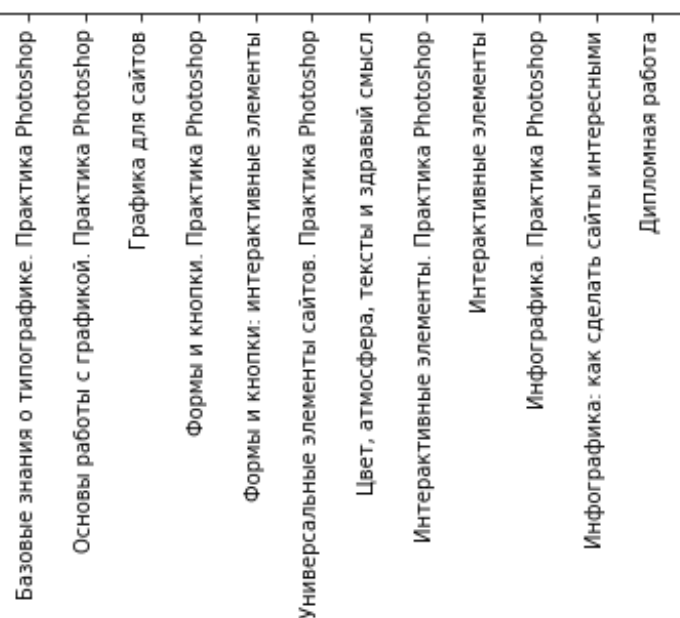 Базовые знания о типографике. Практика Photoshop
Основы работы с графикой. Практика Photoshop
Графика для сайтов
Формы и кнопки. Практика Photoshop
Формы и кнопки: интерактивные элементы
Универсальные элементы сайтов. Практика Photoshop
Цвет, атмосфера, тексты и здравый смысл
Интерактивные элементы. Практика Photoshop
Интерактивные элементы
Инфографика. Практика Photoshop
Инфографика: как сделать сайты интересными
Дипломная работа